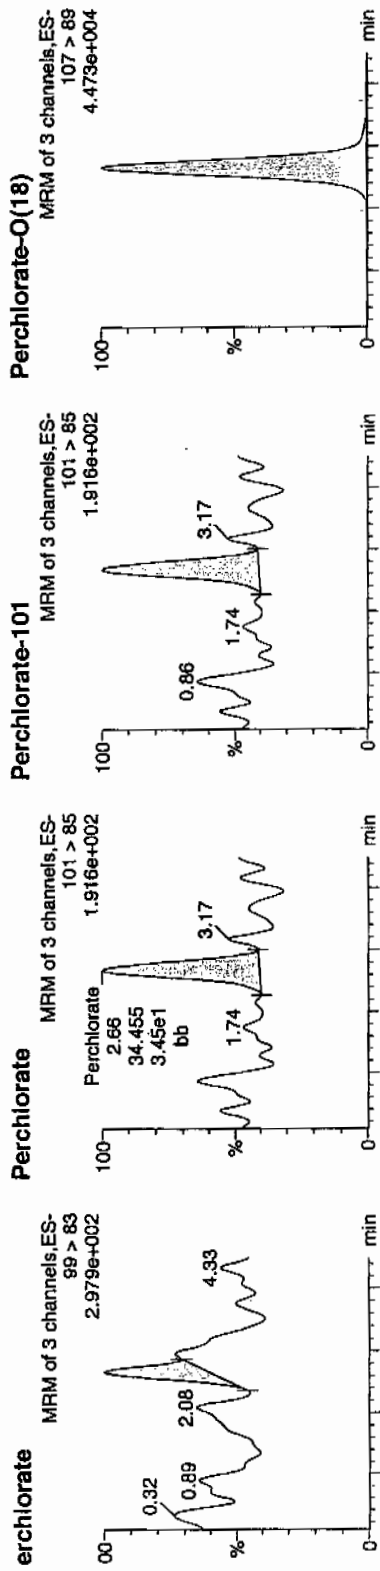 erchlorate
MRM of 3 channels,ES-
99 > 83
2.979e+002
00
0.32
0.89
2.08
4.33
%
0
min
Perchlorate
MRM of 3 channels,ES-
101 > 85
1.916e+002
100
Perchlorate
2.66
34.455
3.45e1
bb
1.74
3.17
%
0
min
Perchlorate-101
MRM of 3 channels,ES-
101 > 85
1.916e+002
100
0.86
1.74
3.17
%
0
min
Perchlorate-O(18)
MRM of 3 channels,ES-
107 > 89
4.473e+004
100
%
0
min